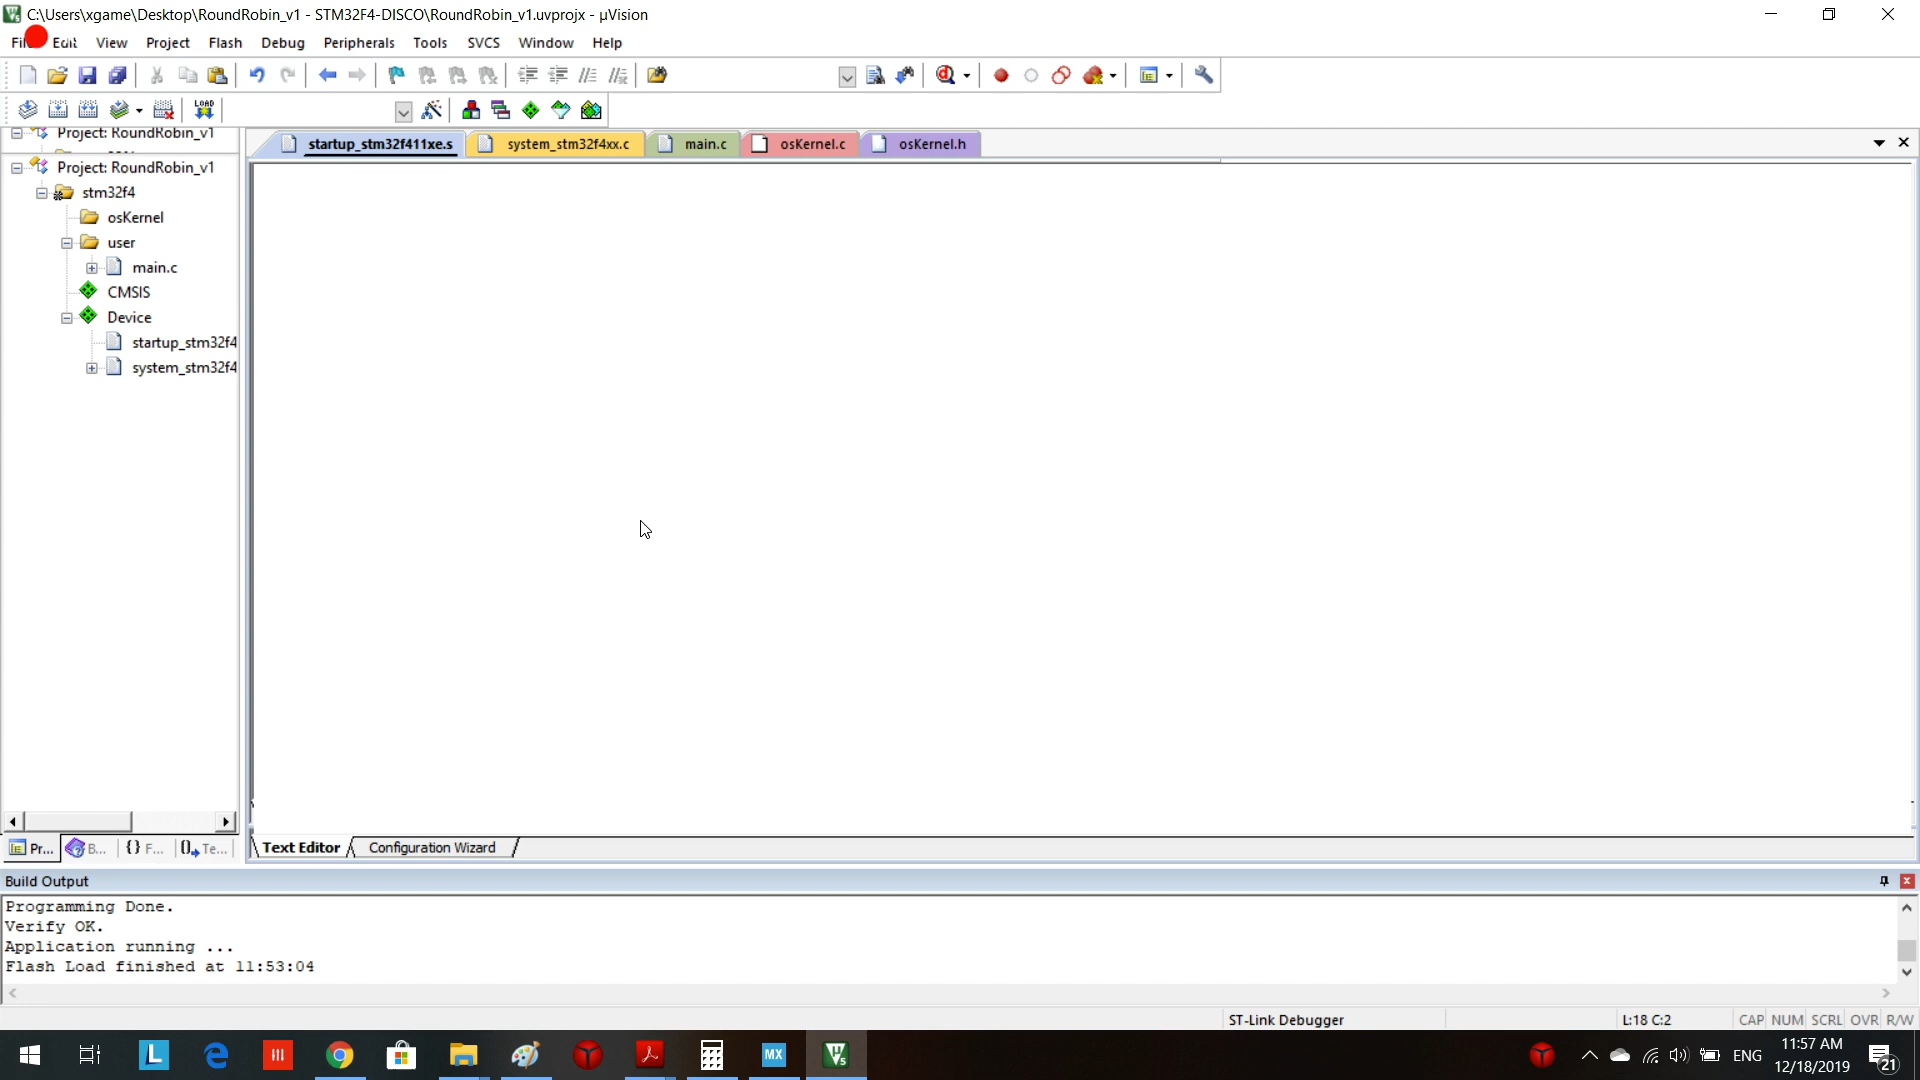 C:\Users\xgame\Desktop\RoundRobin_v1 - STM32F4-DISCO\RoundRobin_v1.uvprojx - µVision
Edit View Project Flash Debug Peripherals Tools SVCS Window Help
LOAD
Project: RoundRobin_v1
startup_stm32f411xe.s system_stm32f4xx.c main.c osKernel.c osKernel.h
Project: RoundRobin_v1
stm32f4
osKernel
user
main.c
CMSIS
Device
startup_stm32f4
system_stm32f4
Pr... B... {} F... Te...
Text Editor Configuration Wizard
Build Output
Programming Done.
Verify OK.
Application running ...
Flash Load finished at 11:53:04
ST-Link Debugger L:18 C:2 CAP NUM SCRL OVR R/W
L MX ENG 11:57 AM
12/18/2019 21